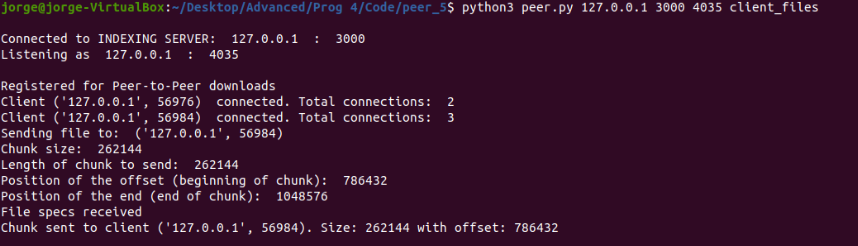 jorge@jorge-VirtualBox:~/Desktop/Advanced/Prog 4/Code/peer_5$ python3 peer.py 127.0.0.1 3000 4035 client_files
Connected to INDEXING SERVER:  127.0.0.1  :  3000
Listening as  127.0.0.1  :  4035
Registered for Peer-to-Peer downloads
Client ('127.0.0.1', 56976)  connected. Total connections:  2
Client ('127.0.0.1', 56984)  connected. Total connections:  3
Sending file to:  ('127.0.0.1', 56984)
Chunk size:  262144
Length of chunk to send:  262144
Position of the offset (beginning of chunk):  786432
Position of the end (end of chunk):  1048576
File specs received
Chunk sent to client ('127.0.0.1', 56984). Size: 262144 with offset: 786432